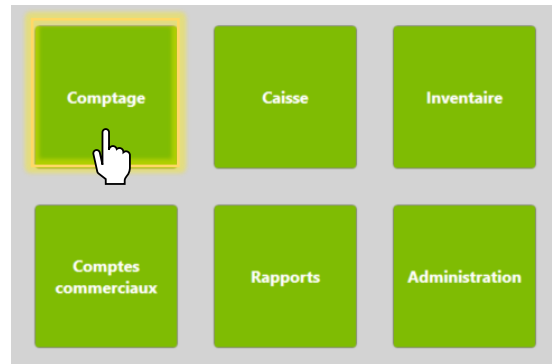 Comptage
Caisse
Inventaire
Comptes
commerciaux
Rapports
Administration